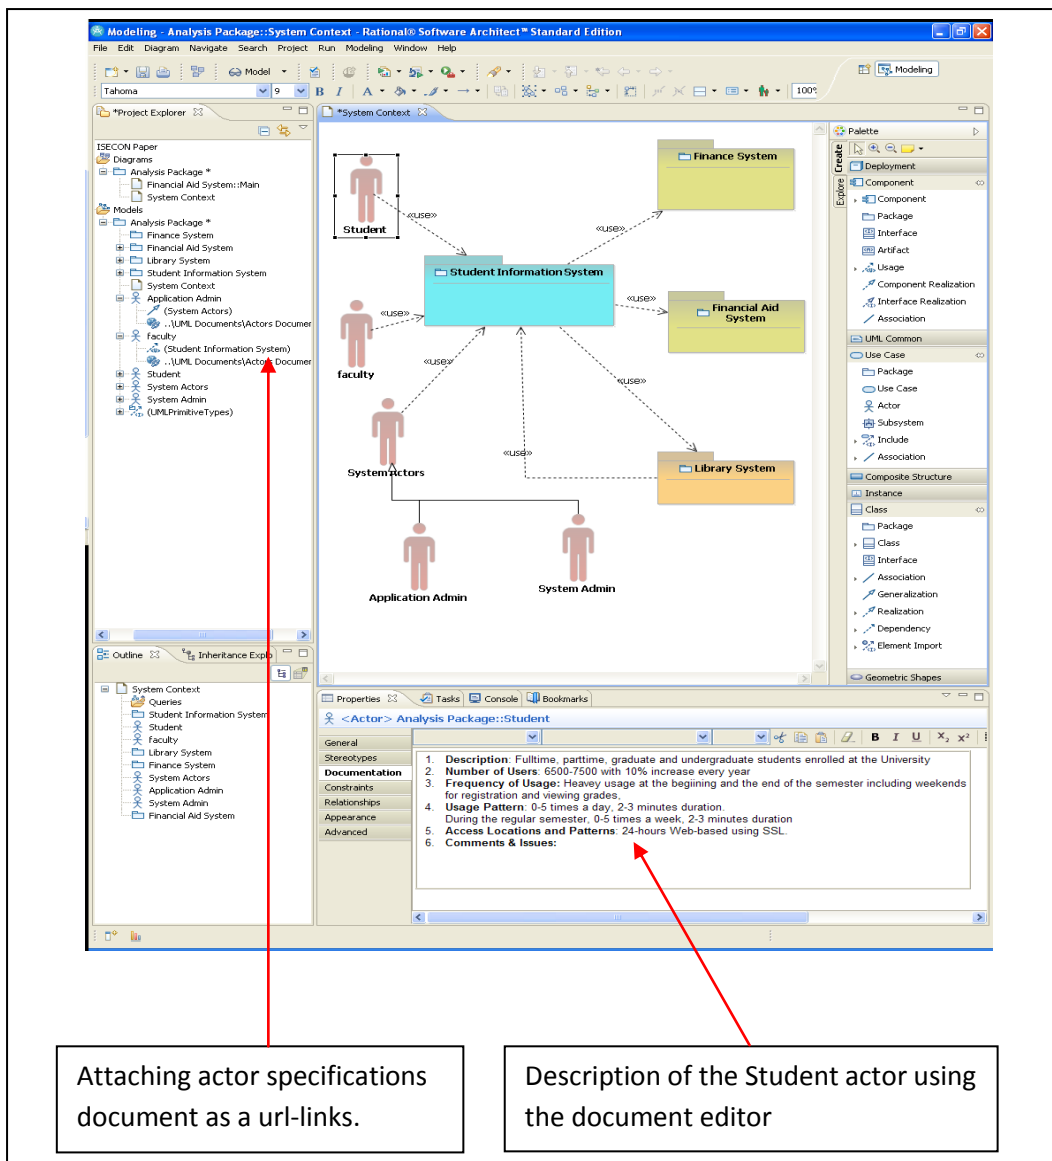 Modeling - Analysis Package::System Context - Rational® Software Architect™ Standard Edition
File Edit Diagram Navigate Search Project Run Modeling Window Help
Model
Modeling
Tahoma 9 B I A 100%
*Project Explorer
ISECON Paper
Diagrams
Analysis Package *
Financial Aid System::Main
System Context
Models
Analysis Package *
Finance System
Financial Aid System
Library System
Student Information System
System Context
Application Admin
(System Actors)
..\UML Documents\Actors Documer
faculty
(Student Information System)
..\UML Documents\Actors Documer
Student
System Actors
System Admin
(UMLPrimitiveTypes)
*System Context
Student
«use»
Finance System
«use»
Student Information System
«use»
Financial Aid
System
«use»
faculty
«use»
«use»
System Actors
«use»
Library System
Application Admin
System Admin
Palette
Create
Explore
Deployment
Component
Component
Package
Interface
Artifact
Usage
Component Realization
Interface Realization
Association
UML Common
Use Case
Package
Use Case
Actor
Subsystem
Include
Association
Composite Structure
Instance
Class
Package
Class
Interface
Association
Generalization
Realization
Dependency
Element Import
Geometric Shapes
Outline Inheritance Explo
System Context
Queries
Student Information System
Student
faculty
Library System
Finance System
System Actors
Application Admin
System Admin
Financial Aid System
Properties Tasks Console Bookmarks
<Actor> Analysis Package::Student
General
Stereotypes
Documentation
Constraints
Relationships
Appearance
Advanced
B I U X₂ x²
1. Description: Fulltime, parttime, graduate and undergraduate students enrolled at the University
2. Number of Users: 6500-7500 with 10% increase every year
3. Frequency of Usage: Heavey usage at the begiining and the end of the semester including weekends
for registration and viewing grades,
4. Usage Pattern: 0-5 times a day, 2-3 minutes duration.
During the regular semester, 0-5 times a week, 2-3 minutes duration
5. Access Locations and Patterns: 24-hours Web-based using SSL.
6. Comments & Issues:
Attaching actor specifications
document as a url-links.
Description of the Student actor using
the document editor